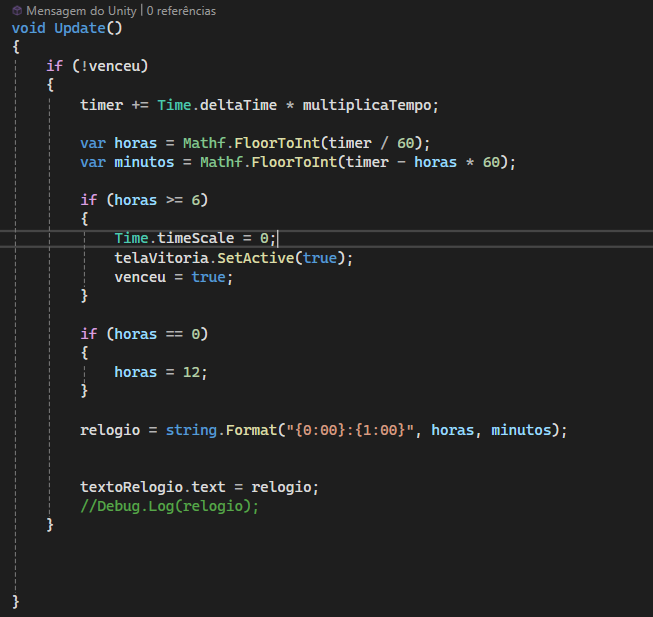 Mensagem do Unity | 0 referências
void Update()
{
if (!venceu)
{
timer += Time.deltaTime * multiplicaTempo;
var horas = Mathf.FloorToInt(timer / 60);
var minutos = Mathf.FloorToInt(timer - horas * 60);
if (horas >= 6)
{
Time.timeScale = 0;
telaVitoria.SetActive(true);
venceu = true;
}
if (horas == 0)
{
horas = 12;
}
relogio = string.Format("{0:00}:{1:00}", horas, minutos);
textoRelogio.text = relogio;
//Debug.Log(relogio);
}
}